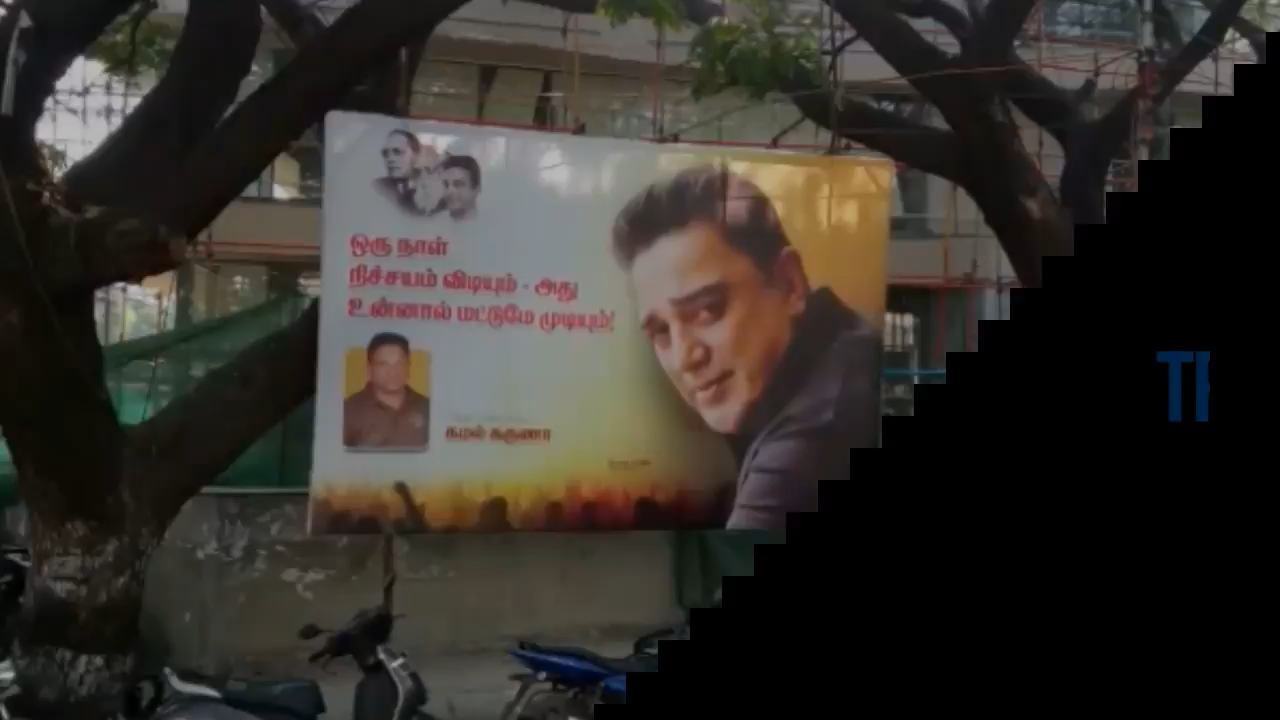 ஒரு நாள்
நிச்சயம் விடியும் - அது
உன்னால் மட்டுமே முடியும்!
கமல் கருணா